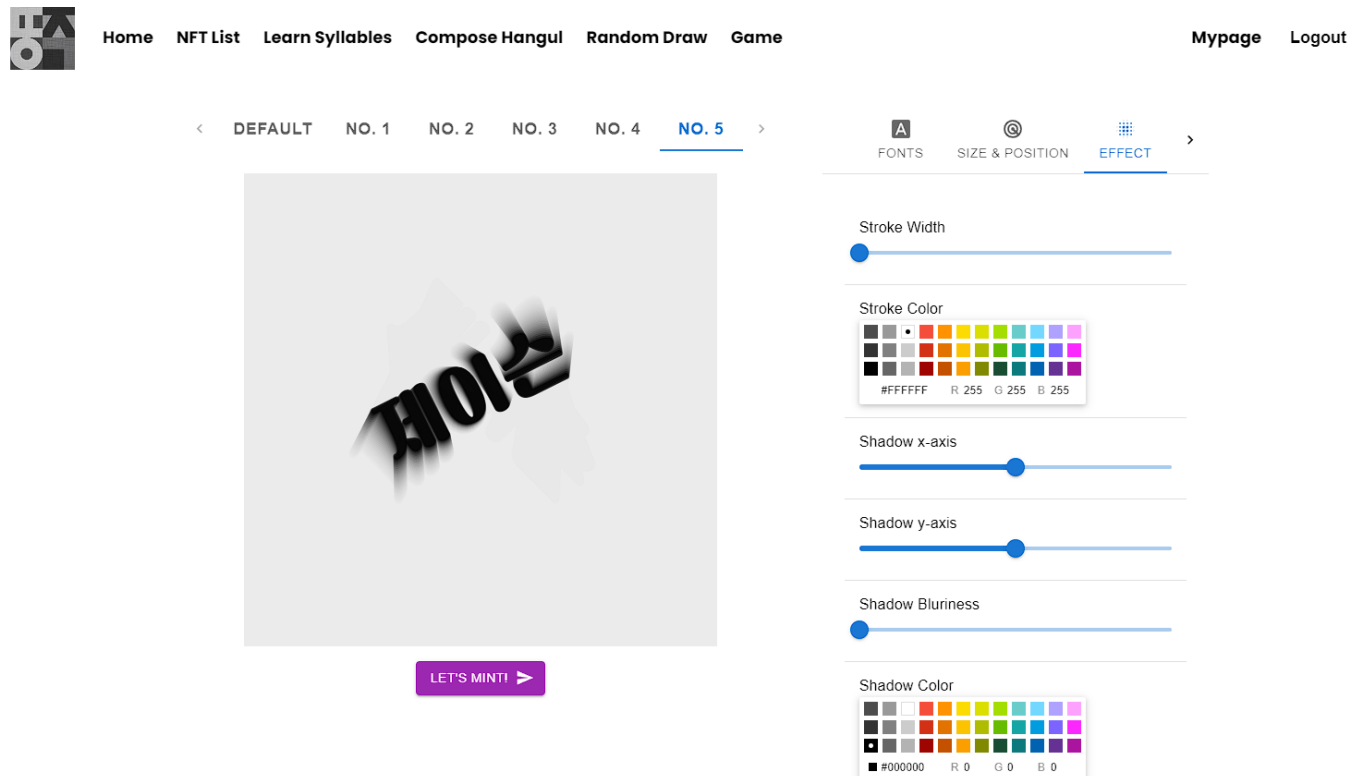 Home NFT List Learn Syllables Compose Hangul Random Draw Game Mypage Logout
DEFAULT NO. 1 NO. 2 NO. 3 NO. 4 NO. 5
FONTS SIZE & POSITION EFFECT
Stroke Width
Stroke Color
#FFFFFF R 255 G 255 B 255
제이슨
Shadow x-axis
Shadow y-axis
Shadow Bluriness
LET'S MINT!
Shadow Color
#000000 R 0 G 0 B 0